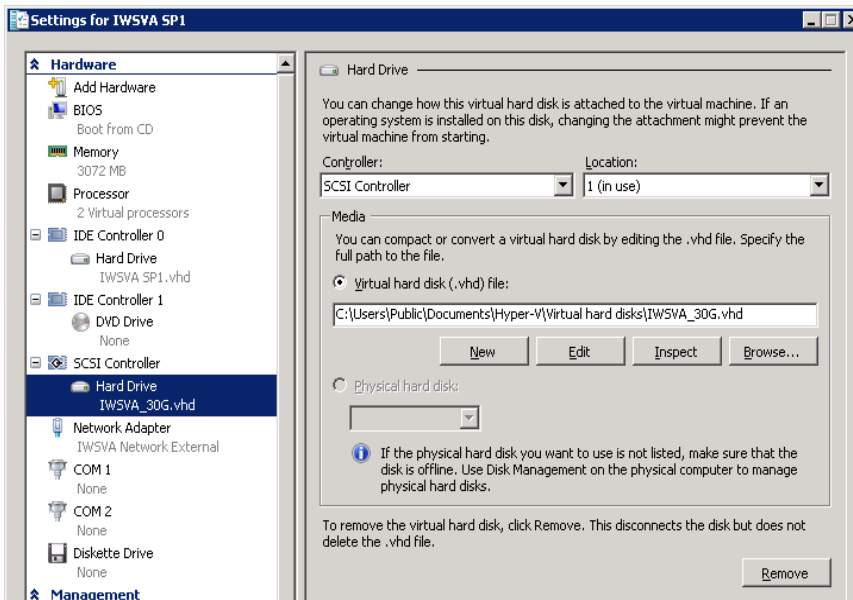 Settings for IWSVA SP1
Hardware
Add Hardware
BIOS
Boot from CD
Memory
3072 MB
Processor
2 Virtual processors
IDE Controller 0
Hard Drive
IWSVA SP1.vhd
IDE Controller 1
DVD Drive
None
SCSI Controller
Hard Drive
IWSVA_30G.vhd
Network Adapter
IWSVA Network External
COM 1
None
COM 2
None
Diskette Drive
None
Management
Hard Drive
You can change how this virtual hard disk is attached to the virtual machine. If an
operating system is installed on this disk, changing the attachment might prevent the
virtual machine from starting.
Controller: Location:
SCSI Controller 1 (in use)
Media
You can compact or convert a virtual hard disk by editing the .vhd file. Specify the
full path to the file.
Virtual hard disk (.vhd) file:
C:\Users\Public\Documents\Hyper-V\Virtual hard disks\IWSVA_30G.vhd
New Edit Inspect Browse...
Physical hard disk:
If the physical hard disk you want to use is not listed, make sure that the
disk is offline. Use Disk Management on the physical computer to manage
physical hard disks.
To remove the virtual hard disk, click Remove. This disconnects the disk but does not
delete the .vhd file.
Remove